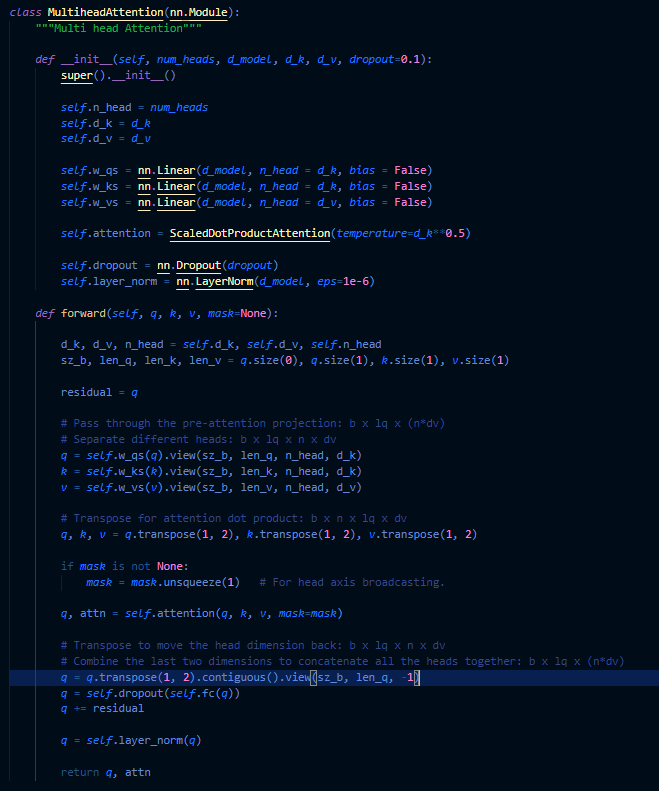 class MultiheadAttention(nn.Module):
    """Multi head Attention"""

    def __init__(self, num_heads, d_model, d_k, d_v, dropout=0.1):
        super().__init__()

        self.n_head = num_heads
        self.d_k = d_k
        self.d_v = d_v

        self.w_qs = nn.Linear(d_model, n_head = d_k, bias = False)
        self.w_ks = nn.Linear(d_model, n_head = d_k, bias = False)
        self.w_vs = nn.Linear(d_model, n_head = d_v, bias = False)

        self.attention = ScaledDotProductAttention(temperature=d_k**0.5)

        self.dropout = nn.Dropout(dropout)
        self.layer_norm = nn.LayerNorm(d_model, eps=1e-6)

    def forward(self, q, k, v, mask=None):

        d_k, d_v, n_head = self.d_k, self.d_v, self.n_head
        sz_b, len_q, len_k, len_v = q.size(0), q.size(1), k.size(1), v.size(1)

        residual = q

        # Pass through the pre-attention projection: b x lq x (n*dv)
        # Separate different heads: b x lq x n x dv
        q = self.w_qs(q).view(sz_b, len_q, n_head, d_k)
        k = self.w_ks(k).view(sz_b, len_k, n_head, d_k)
        v = self.w_vs(v).view(sz_b, len_v, n_head, d_v)

        # Transpose for attention dot product: b x n x lq x dv
        q, k, v = q.transpose(1, 2), k.transpose(1, 2), v.transpose(1, 2)

        if mask is not None:
            mask = mask.unsqueeze(1)   # For head axis broadcasting.

        q, attn = self.attention(q, k, v, mask=mask)

        # Transpose to move the head dimension back: b x lq x n x dv
        # Combine the last two dimensions to concatenate all the heads together: b x lq x (n*dv)
        q = q.transpose(1, 2).contiguous().view(sz_b, len_q, -1)
        q = self.dropout(self.fc(q))
        q += residual

        q = self.layer_norm(q)

        return q, attn